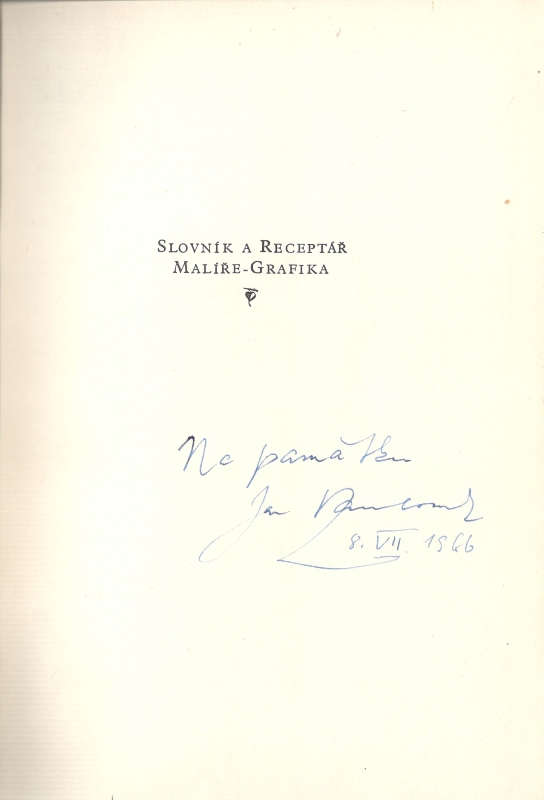 SLOVNÍK A RECEPTÁŘ
MALÍŘE-GRAFIKA
Na památku
Jan
8. VII. 1966